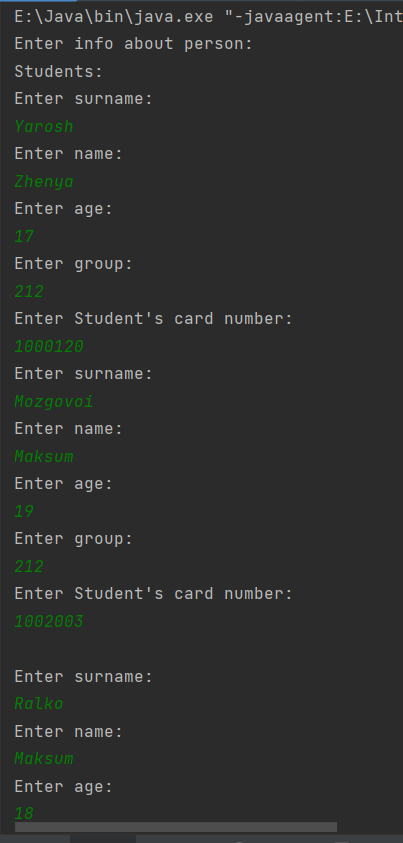 E:\Java\bin\java.exe "-javaagent:E:\Int
Enter info about person:
Students:
Enter surname:
Yarosh
Enter name:
Zhenya
Enter age:
17
Enter group:
212
Enter Student's card number:
1000120
Enter surname:
Mozgovoi
Enter name:
Maksum
Enter age:
19
Enter group:
212
Enter Student's card number:
1002003
Enter surname:
Ralko
Enter name:
Maksum
Enter age:
18